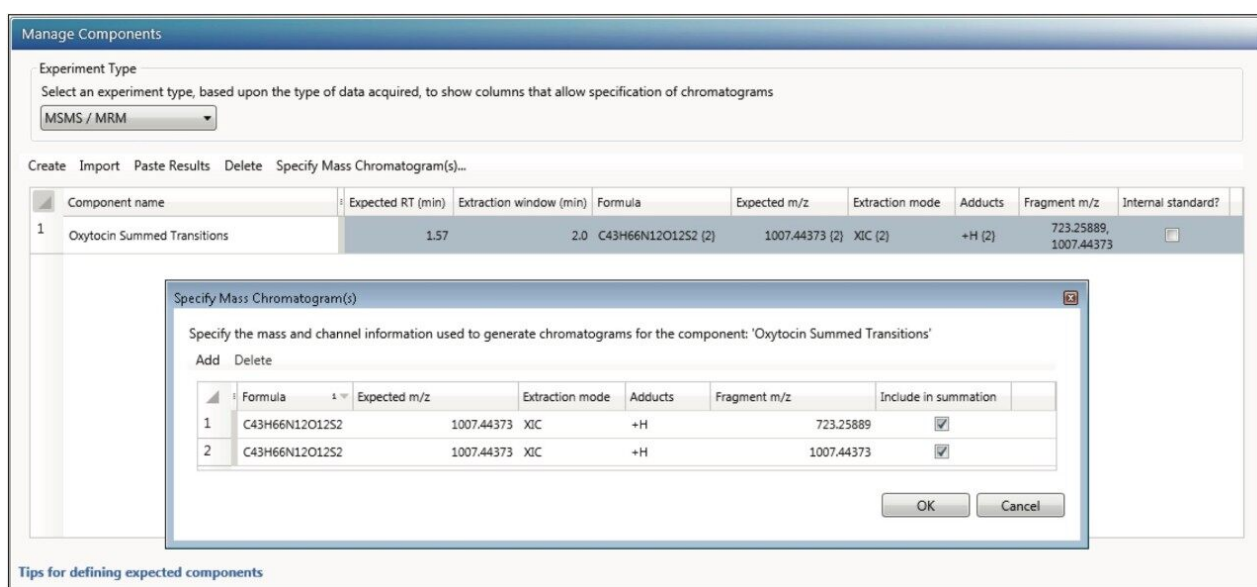 Manage Components
Experiment Type
Select an experiment type, based upon the type of data acquired, to show columns that allow specification of chromatograms
MSMS / MRM
Create Import Paste Results Delete Specify Mass Chromatogram(s)...
Component name Expected RT (min) Extraction window (min) Formula Expected m/z Extraction mode Adducts Fragment m/z Internal standard?
1 Oxytocin Summed Transitions 1.57 2.0 C43H66N12O12S2 {2} 1007.44373 {2} XIC {2} +H {2} 723.25889,
1007.44373
Specify Mass Chromatogram(s)
Specify the mass and channel information used to generate chromatograms for the component: 'Oxytocin Summed Transitions'
Add Delete
Formula 1 Expected m/z Extraction mode Adducts Fragment m/z Include in summation
1 C43H66N12O12S2 1007.44373 XIC +H 723.25889
2 C43H66N12O12S2 1007.44373 XIC +H 1007.44373
OK Cancel
Tips for defining expected components